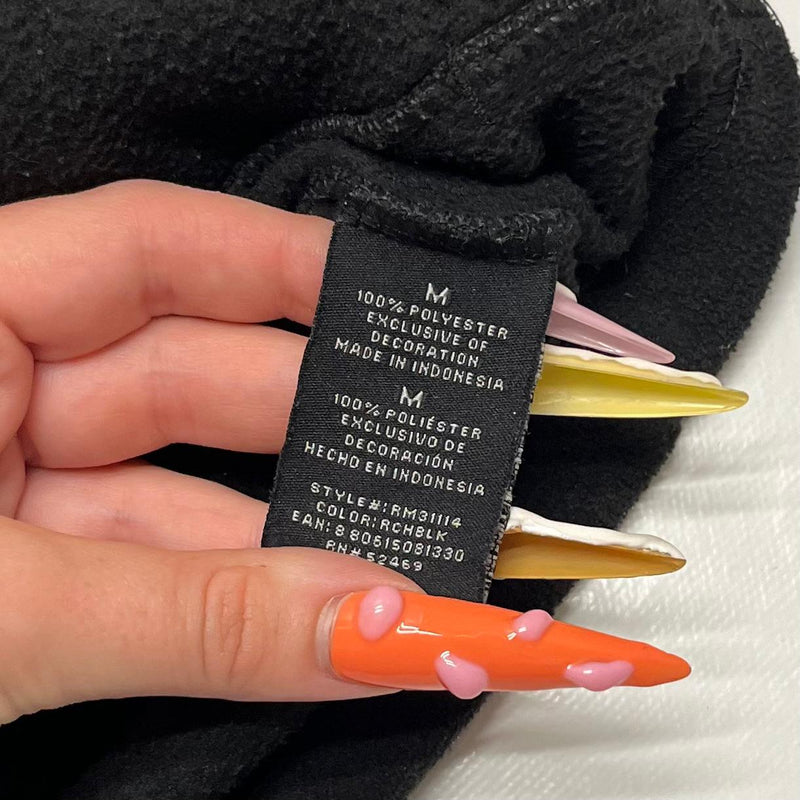 M
100% POLYESTER
EXCLUSIVE OF
DECORATION
MADE IN INDONESIA
M
100% POLIÉSTER
EXCLUSIVO DE
DECORACIÓN
HECHO EN INDONESIA
STYLE#:RM31114
COLOR:RCHBLK
EAN:8 80615081330
RN# 52469